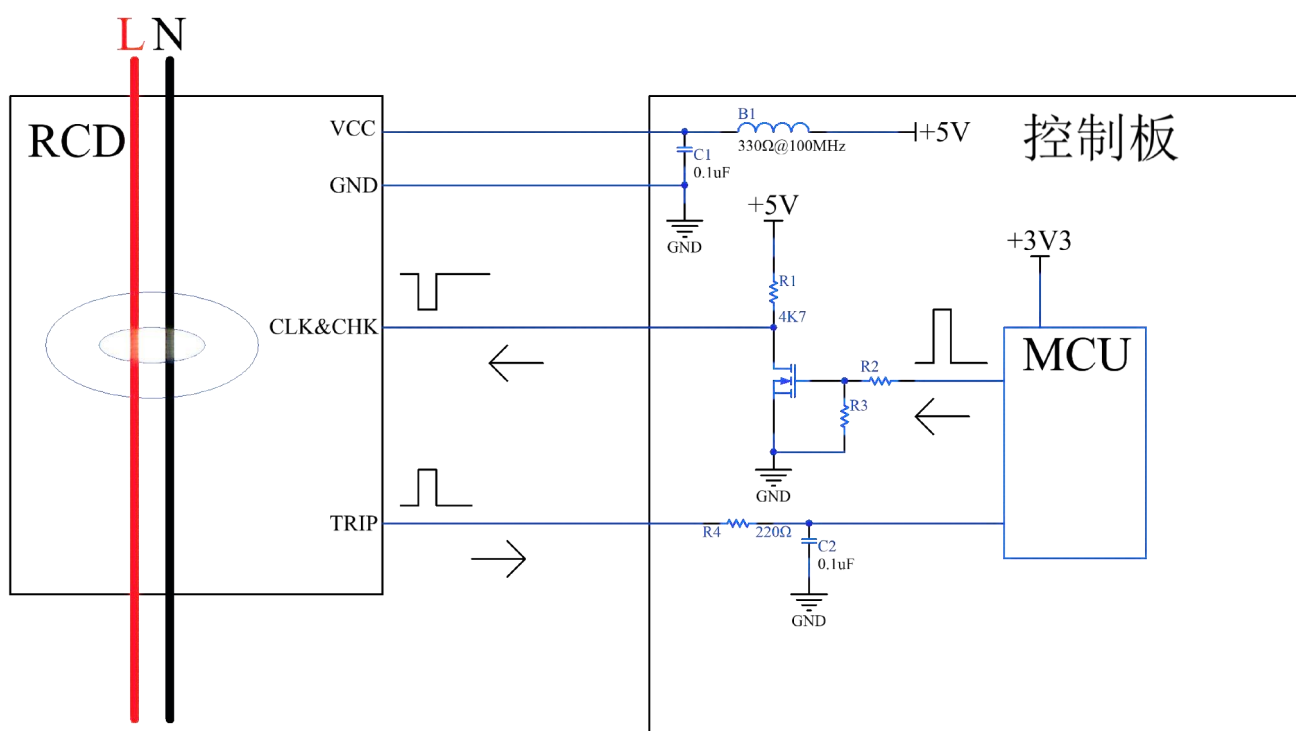 L N
RCD
控制板
VCC
B1
+5V
330Ω@100MHz
C1
0.1uF
GND
GND
+5V
+3V3
R1
4K7
CLK&CHK
MCU
R2
R3
GND
TRIP
R4
220Ω
C2
0.1uF
GND